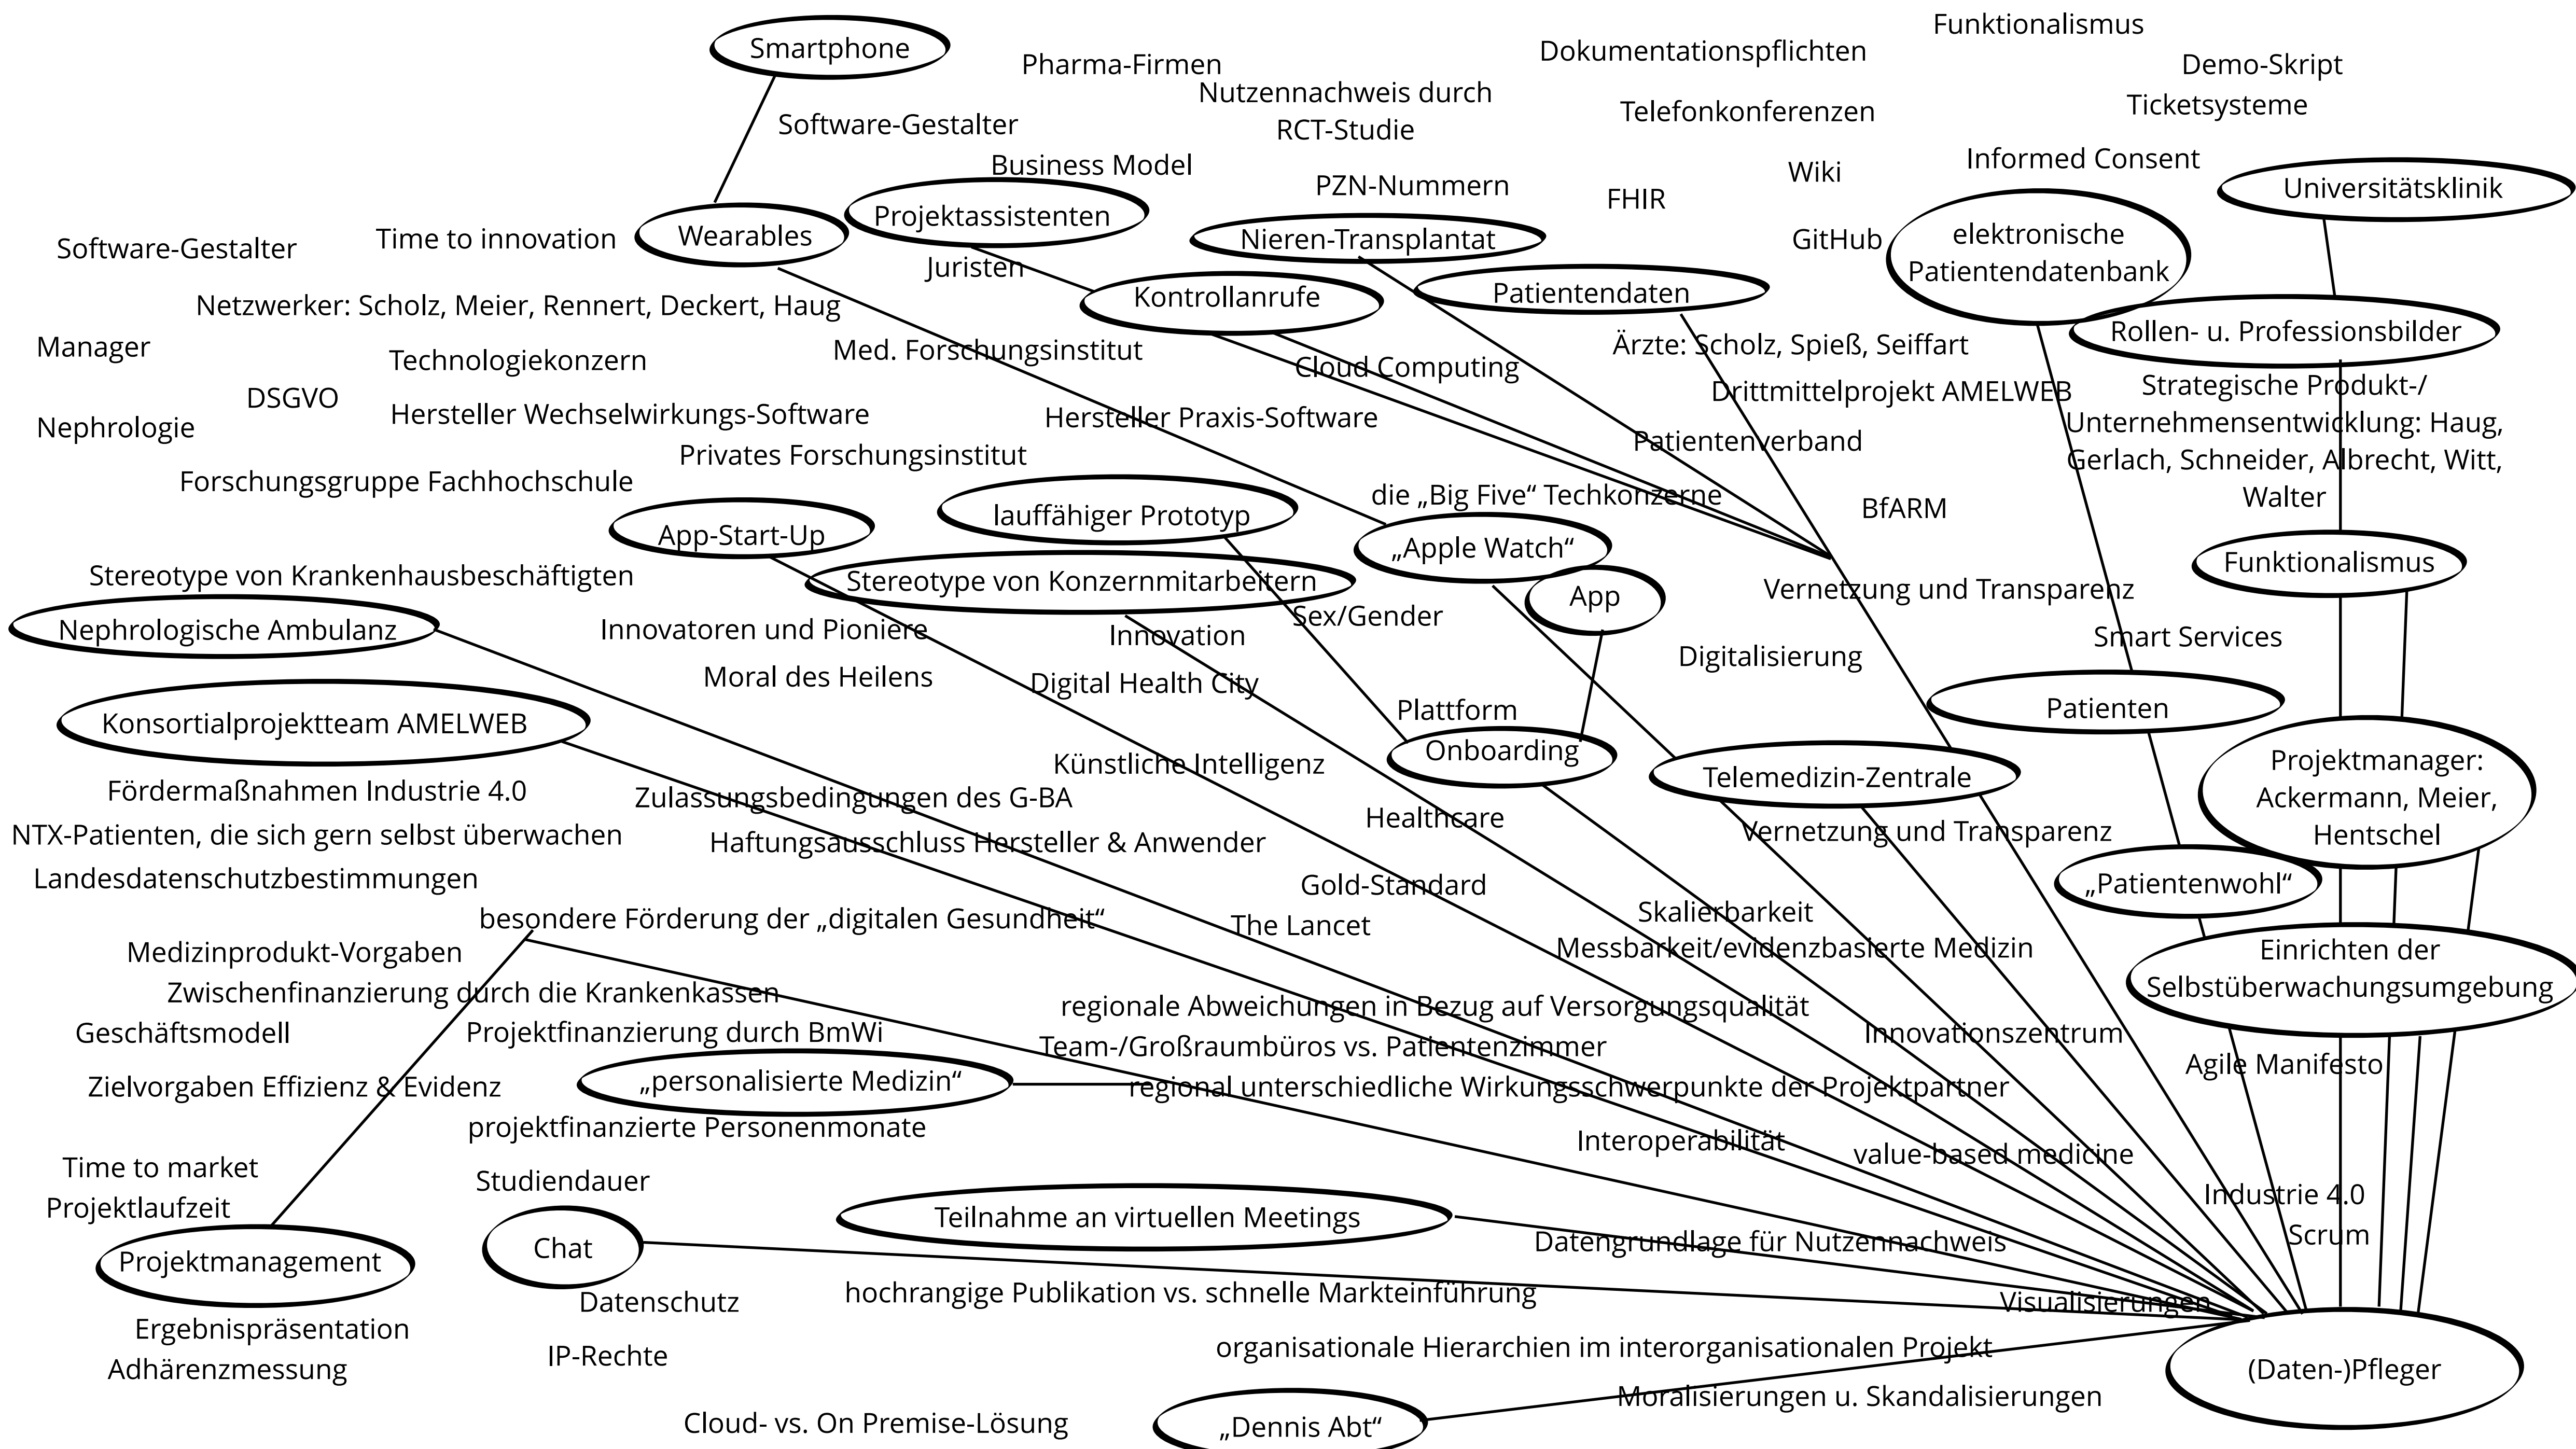 Funktionalismus
Smartphone
Dokumentationspflichten
Pharma-Firmen
Demo-Skript
Nutzennachweis durch
RCT-Studie
Ticketsysteme
Telefonkonferenzen
Software-Gestalter
Business Model
Informed Consent
Wiki
PZN-Nummern
Universitätsklinik
FHIR
Projektassistenten
Wearables
Time to innovation
Software-Gestalter
Nieren-Transplantat
GitHub
elektronische
Patientendatenbank
Juristen
Kontrollanrufe
Patientendaten
Netzwerker: Scholz, Meier, Rennert, Deckert, Haug
Rollen- u. Professionsbilder
Manager
Technologiekonzern
Med. Forschungsinstitut
Cloud Computing
Ärzte: Scholz, Spieß, Seiffart
Drittmittelprojekt AMELWEB
Strategische Produkt-/
Unternehmensentwicklung: Haug,
Gerlach, Schneider, Albrecht, Witt,
Walter
DSGVO
Hersteller Wechselwirkungs-Software
Hersteller Praxis-Software
Nephrologie
Patientenverband
Privates Forschungsinstitut
Forschungsgruppe Fachhochschule
die „Big Five“ Techkonzerne
BfARM
lauffähiger Prototyp
App-Start-Up
„Apple Watch“
Funktionalismus
Stereotype von Krankenhausbeschäftigten
Stereotype von Konzernmitarbeitern
App
Vernetzung und Transparenz
Nephrologische Ambulanz
Innovatoren und Pioniere
Innovation
Sex/Gender
Smart Services
Digitalisierung
Moral des Heilens
Digital Health City
Plattform
Patienten
Konsortialprojektteam AMELWEB
Onboarding
Künstliche Intelligenz
Telemedizin-Zentrale
Projektmanager:
Ackermann, Meier,
Hentschel
Fördermaßnahmen Industrie 4.0
Zulassungsbedingungen des G-BA
Healthcare
NTX-Patienten, die sich gern selbst überwachen
Haftungsausschluss Hersteller & Anwender
Vernetzung und Transparenz
Landesdatenschutzbestimmungen
Gold-Standard
„Patientenwohl“
besondere Förderung der „digitalen Gesundheit“
The Lancet
Skalierbarkeit
Messbarkeit/evidenzbasierte Medizin
Medizinprodukt-Vorgaben
Einrichten der
Selbstüberwachungsumgebung
Zwischenfinanzierung durch die Krankenkassen
regionale Abweichungen in Bezug auf Versorgungsqualität
Geschäftsmodell
Projektfinanzierung durch BmWi
Team-/Großraumbüros vs. Patientenzimmer
Innovationszentrum
Agile Manifesto
Zielvorgaben Effizienz & Evidenz
„personalisierte Medizin“
regional unterschiedliche Wirkungsschwerpunkte der Projektpartner
projektfinanzierte Personenmonate
Interoperabilität
value-based medicine
Time to market
Studiendauer
Industrie 4.0
Projektlaufzeit
Teilnahme an virtuellen Meetings
Scrum
Chat
Datengrundlage für Nutzennachweis
Projektmanagement
Datenschutz
hochrangige Publikation vs. schnelle Markteinführung
Visualisierungen
Ergebnispräsentation
IP-Rechte
organisationale Hierarchien im interorganisationalen Projekt
Adhärenzmessung
(Daten-)Pfleger
Moralisierungen u. Skandalisierungen
Cloud- vs. On Premise-Lösung
„Dennis Abt“